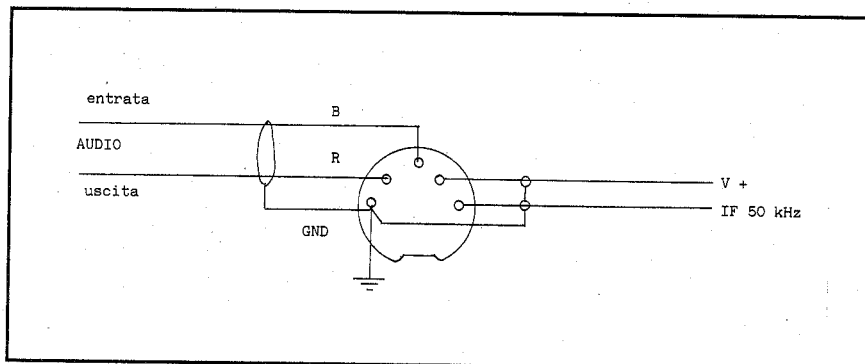 entrata
B
AUDIO
R
V +
uscita
IF 50 kHz
GND